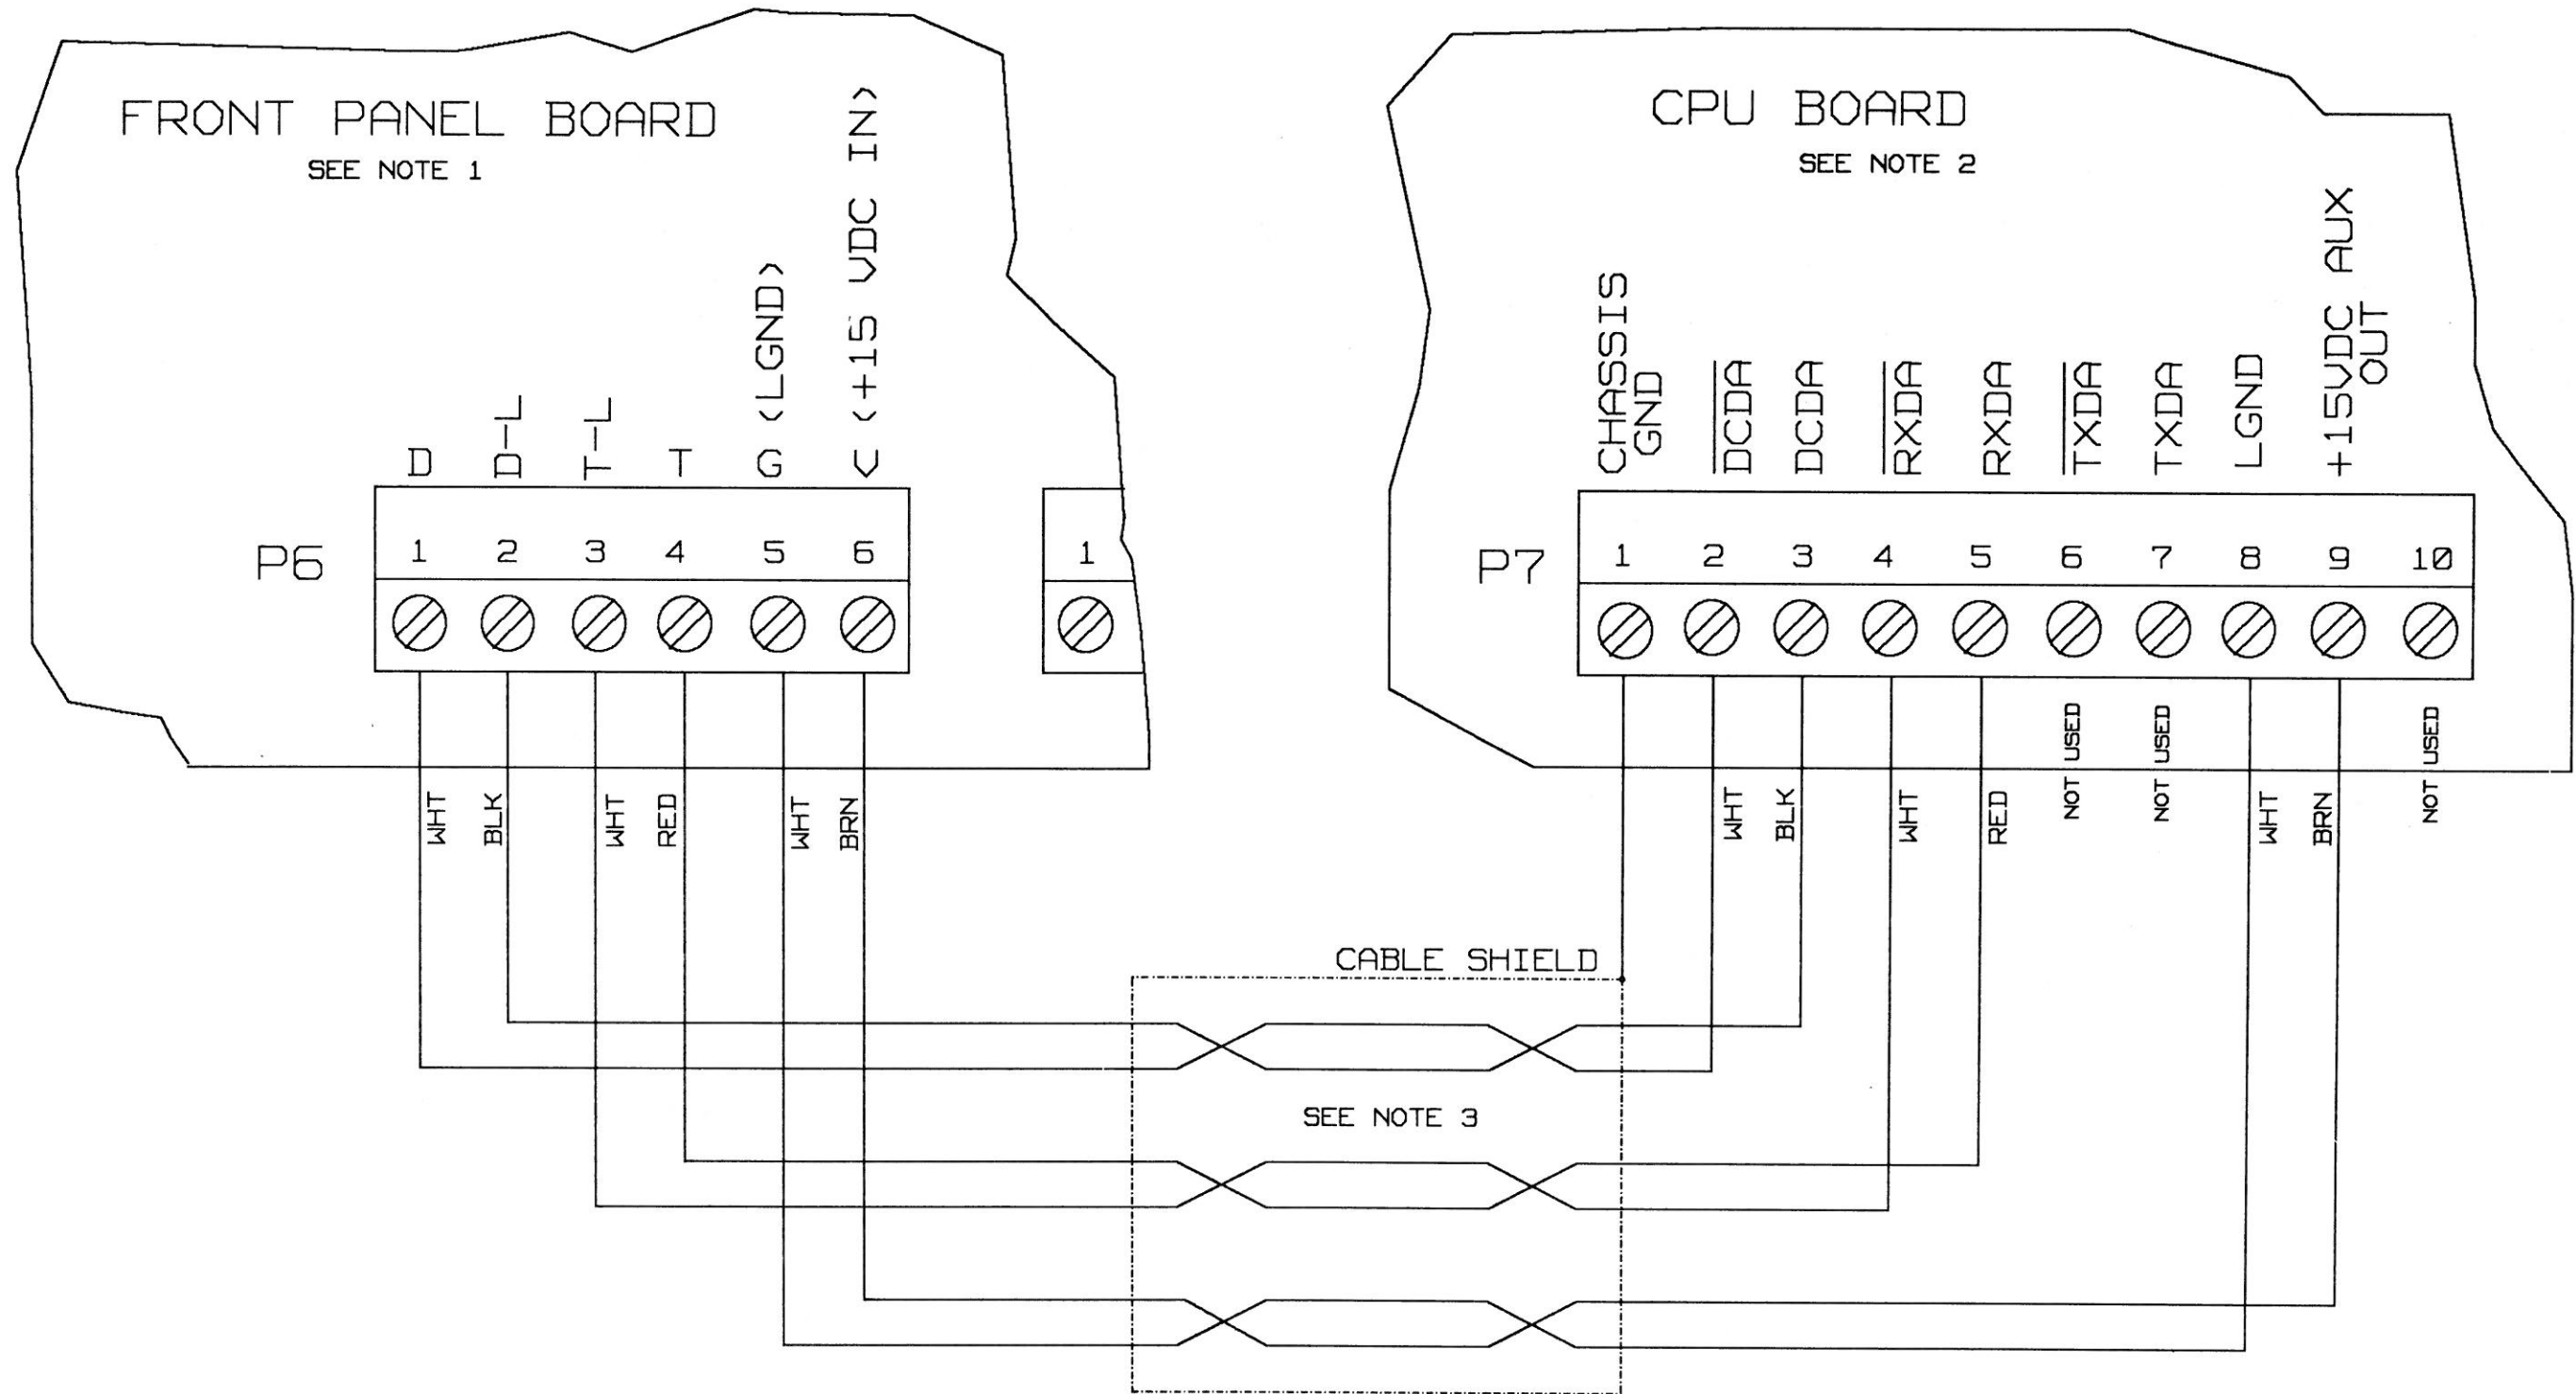 FRONT PANEL BOARD
SEE NOTE 1
D
D-L
T-L
T
G <LGND>
V <+15 VDC IN>
P6
1 2 3 4 5 6
1
WHT
BLK
WHT
RED
WHT
BRN
CPU BOARD
SEE NOTE 2
CHASSIS
GND
DCDA
DCDA
RXDA
RXDA
TXDA
TXDA
LGND
+15VDC AUX
OUT
P7
1 2 3 4 5 6 7 8 9 10
WHT
BLK
WHT
RED
NOT USED
NOT USED
WHT
BRN
NOT USED
CABLE SHIELD
SEE NOTE 3